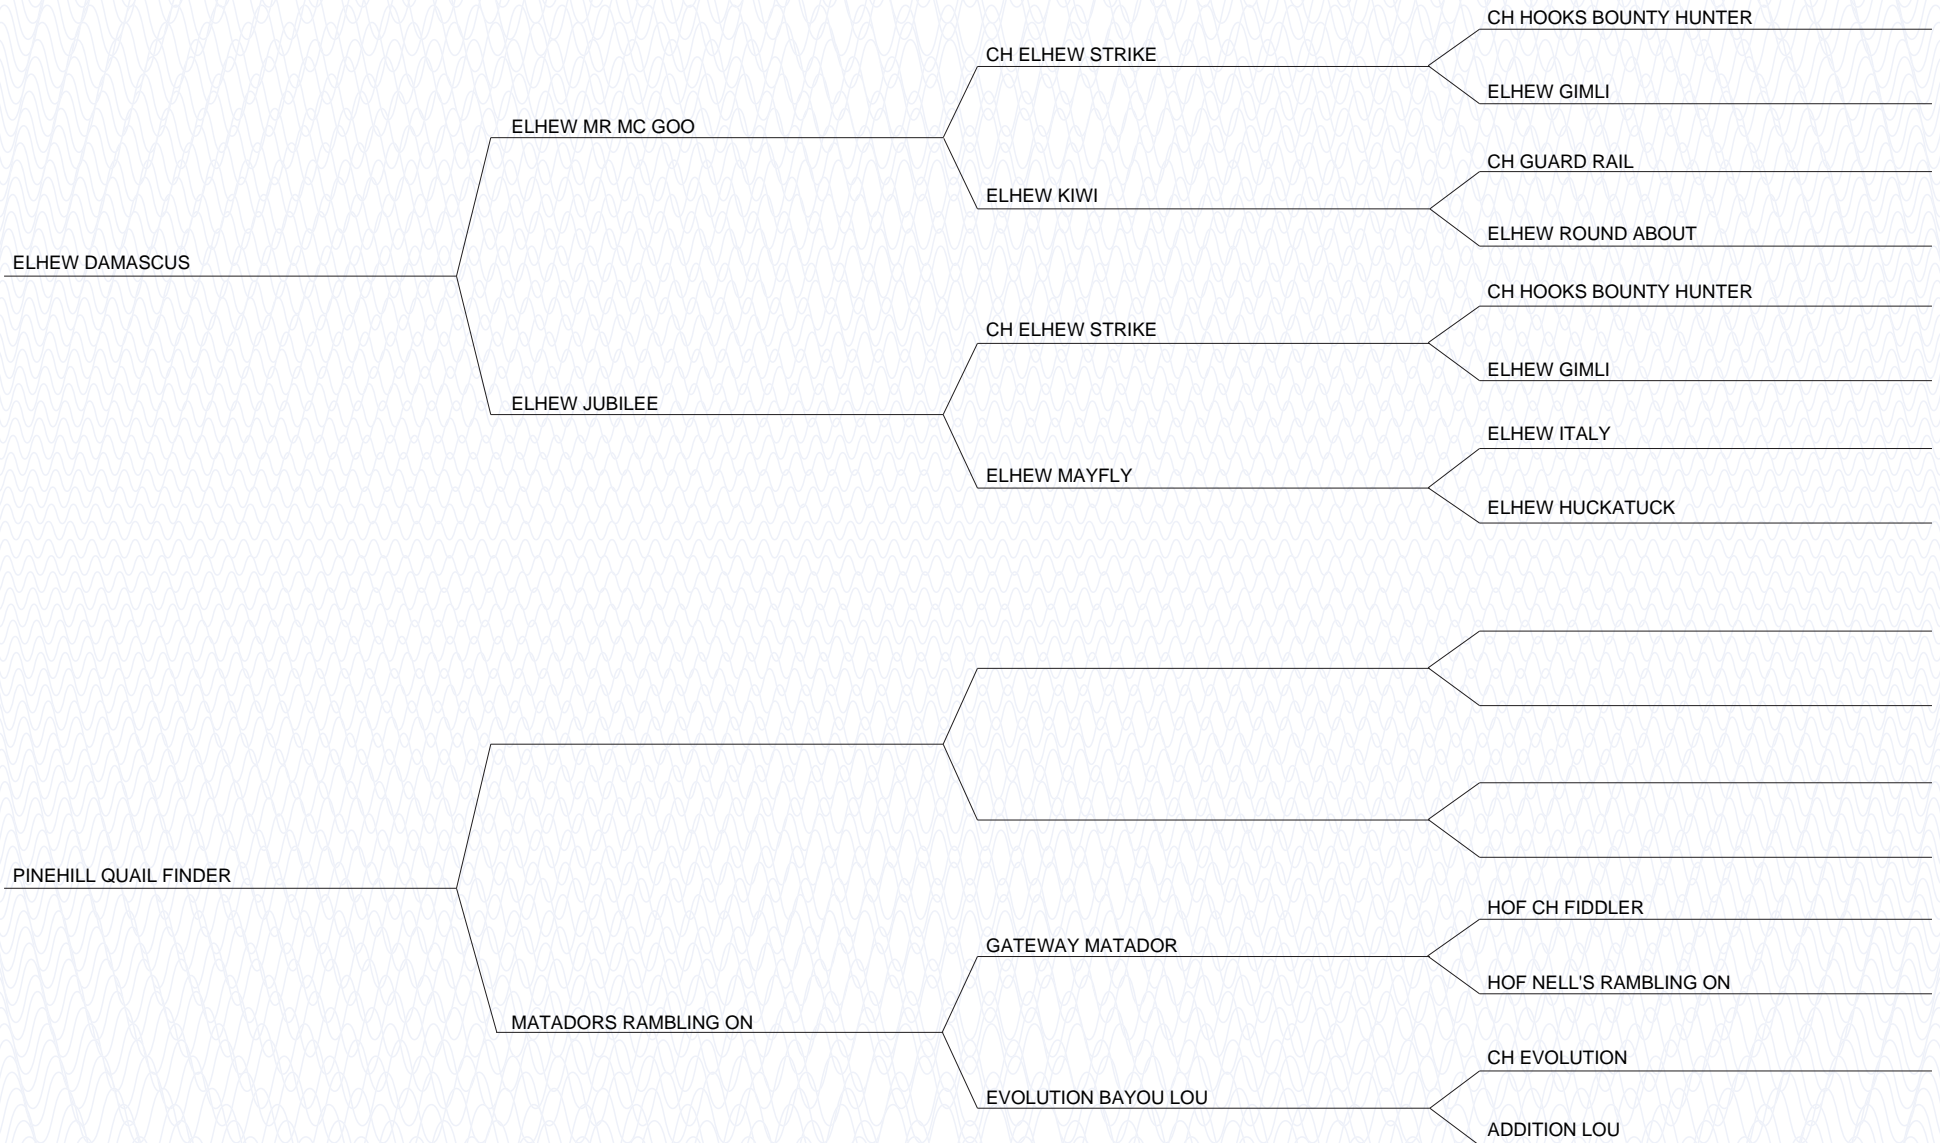 CH HOOKS BOUNTY HUNTER
CH ELHEW STRIKE
ELHEW GIMLI
ELHEW MR MC GOO
CH GUARD RAIL
ELHEW KIWI
ELHEW ROUND ABOUT
ELHEW DAMASCUS
CH HOOKS BOUNTY HUNTER
CH ELHEW STRIKE
ELHEW GIMLI
ELHEW JUBILEE
ELHEW ITALY
ELHEW MAYFLY
ELHEW HUCKATUCK
PINEHILL QUAIL FINDER
HOF CH FIDDLER
GATEWAY MATADOR
HOF NELL'S RAMBLING ON
MATADORS RAMBLING ON
CH EVOLUTION
EVOLUTION BAYOU LOU
ADDITION LOU